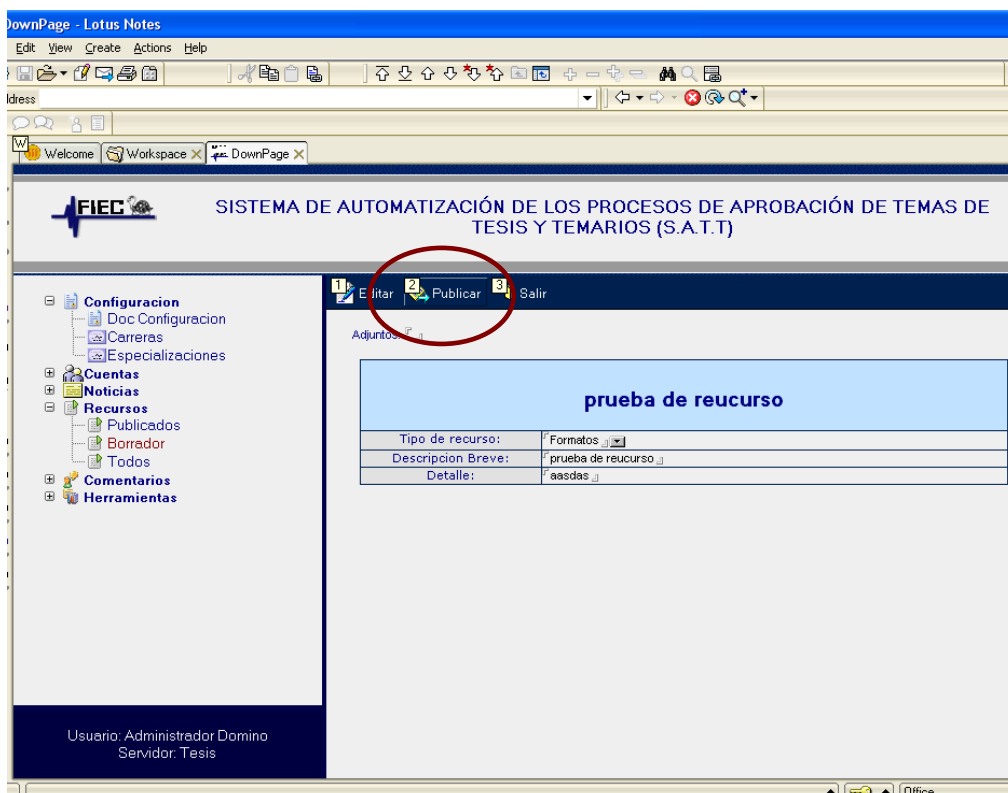 DownPage - Lotus Notes
Edit View Create Actions Help
ddress
W
Welcome Workspace DownPage
FIEC
SISTEMA DE AUTOMATIZACIÓN DE LOS PROCESOS DE APROBACIÓN DE TEMAS DE
TESIS Y TEMARIOS (S.A.T.T)
1 Editar 2 Publicar 3 Salir
Adjuntos:
Configuracion
Doc Configuracion
Carreras
Especializaciones
Cuentas
Noticias
Recursos
Publicados
Borrador
Todos
Comentarios
Herramientas
prueba de reucurso
Tipo de recurso: Formatos
Descripcion Breve: prueba de reucurso
Detalle: aasdas
Usuario: Administrador Domino
Servidor: Tesis
Office